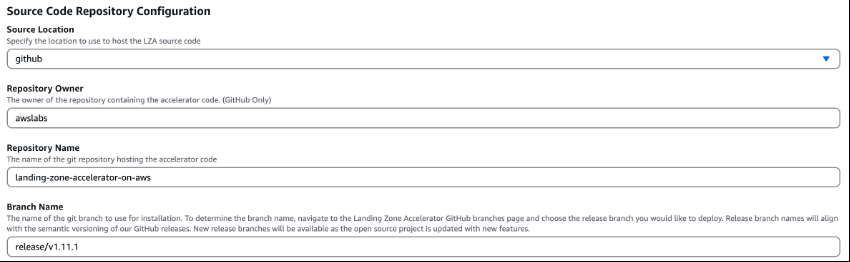 Source Code Repository Configuration
Source Location
Specify the location to use to host the LZA source code
github
Repository Owner
The owner of the repository containing the accelerator code. (GitHub Only)
awslabs
Repository Name
The name of the git repository hosting the accelerator code
landing-zone-accelerator-on-aws
Branch Name
The name of the git branch to use for installation. To determine the branch name, navigate to the Landing Zone Accelerator GitHub branches page and choose the release branch you would like to deploy. Release branch names will align
with the semantic versioning of our GitHub releases. New release branches will be available as the open source project is updated with new features.
release/v1.11.1